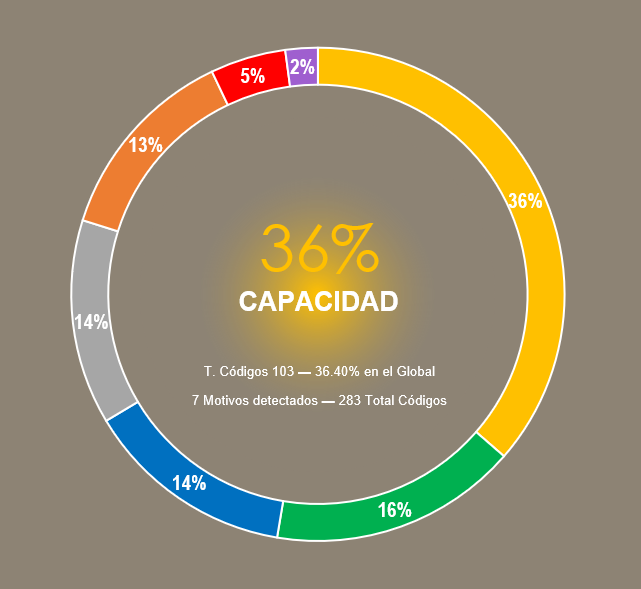 2%
5%
13%
36%
36%
CAPACIDAD
14%
T. Códigos 103 — 36.40% en el Global
7 Motivos detectados — 283 Total Códigos
14%
16%